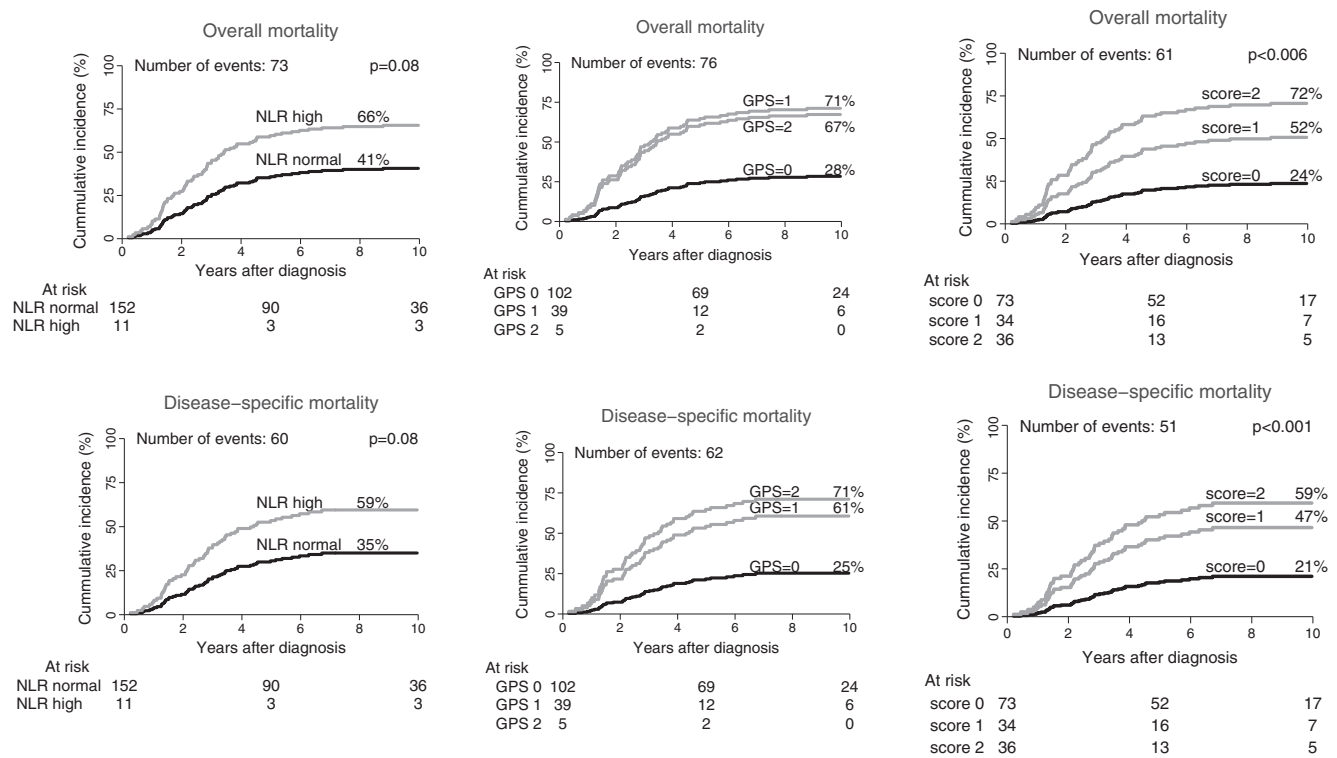 Overall mortality
Cummulative incidence (%)
100
75
50
25
0
Number of events: 73 p=0.08
NLR high 66%
NLR normal 41%
0 2 4 6 8 10
Years after diagnosis
At risk
NLR normal 152 90 36
NLR high 11 3 3
Overall mortality
Cummulative incidence (%)
100
75
50
25
0
Number of events: 76
GPS=1 71%
GPS=2 67%
GPS=0 28%
0 2 4 6 8 10
Years after diagnosis
At risk
GPS 0 102 69 24
GPS 1 39 12 6
GPS 2 5 2 0
Overall mortality
Cummulative incidence (%)
100
75
50
25
0
Number of events: 61 p<0.006
score=2 72%
score=1 52%
score=0 24%
0 2 4 6 8 10
Years after diagnosis
At risk
score 0 73 52 17
score 1 34 16 7
score 2 36 13 5
Disease–specific mortality
Cummulative incidence (%)
100
75
50
25
0
Number of events: 60 p=0.08
NLR high 59%
NLR normal 35%
0 2 4 6 8 10
Years after diagnosis
At risk
NLR normal 152 90 36
NLR high 11 3 3
Disease–specific mortality
Cummulative incidence (%)
100
75
50
25
0
Number of events: 62
GPS=2 71%
GPS=1 61%
GPS=0 25%
0 2 4 6 8 10
Years after diagnosis
At risk
GPS 0 102 69 24
GPS 1 39 12 6
GPS 2 5 2 0
Disease–specific mortality
Cummulative incidence (%)
100
75
50
25
0
Number of events: 51 p<0.001
score=2 59%
score=1 47%
score=0 21%
0 2 4 6 8 10
Years after diagnosis
At risk
score 0 73 52 17
score 1 34 16 7
score 2 36 13 5